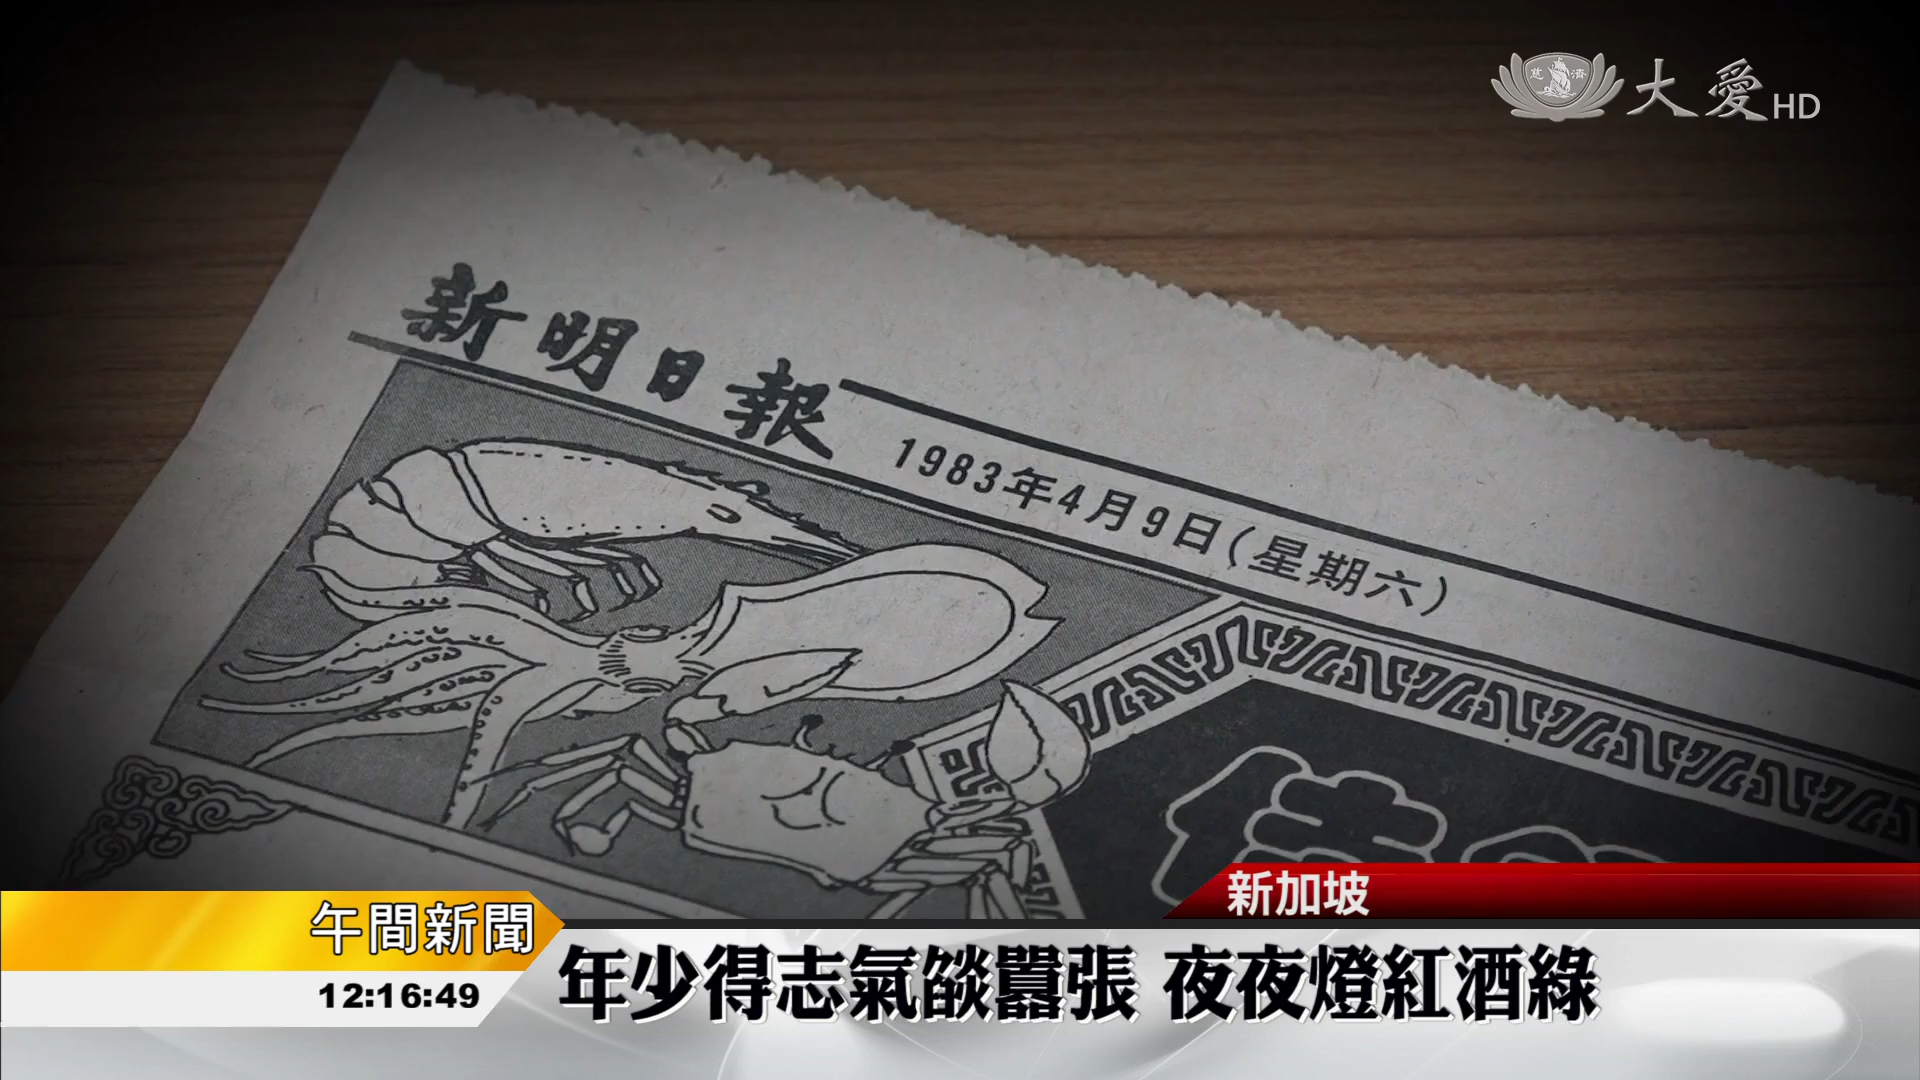 慈濟
大愛HD
新明日報
1983年4月9日(星期六)
新加坡
午間新聞
年少得志氣燄囂張 夜夜燈紅酒綠
12:16:49